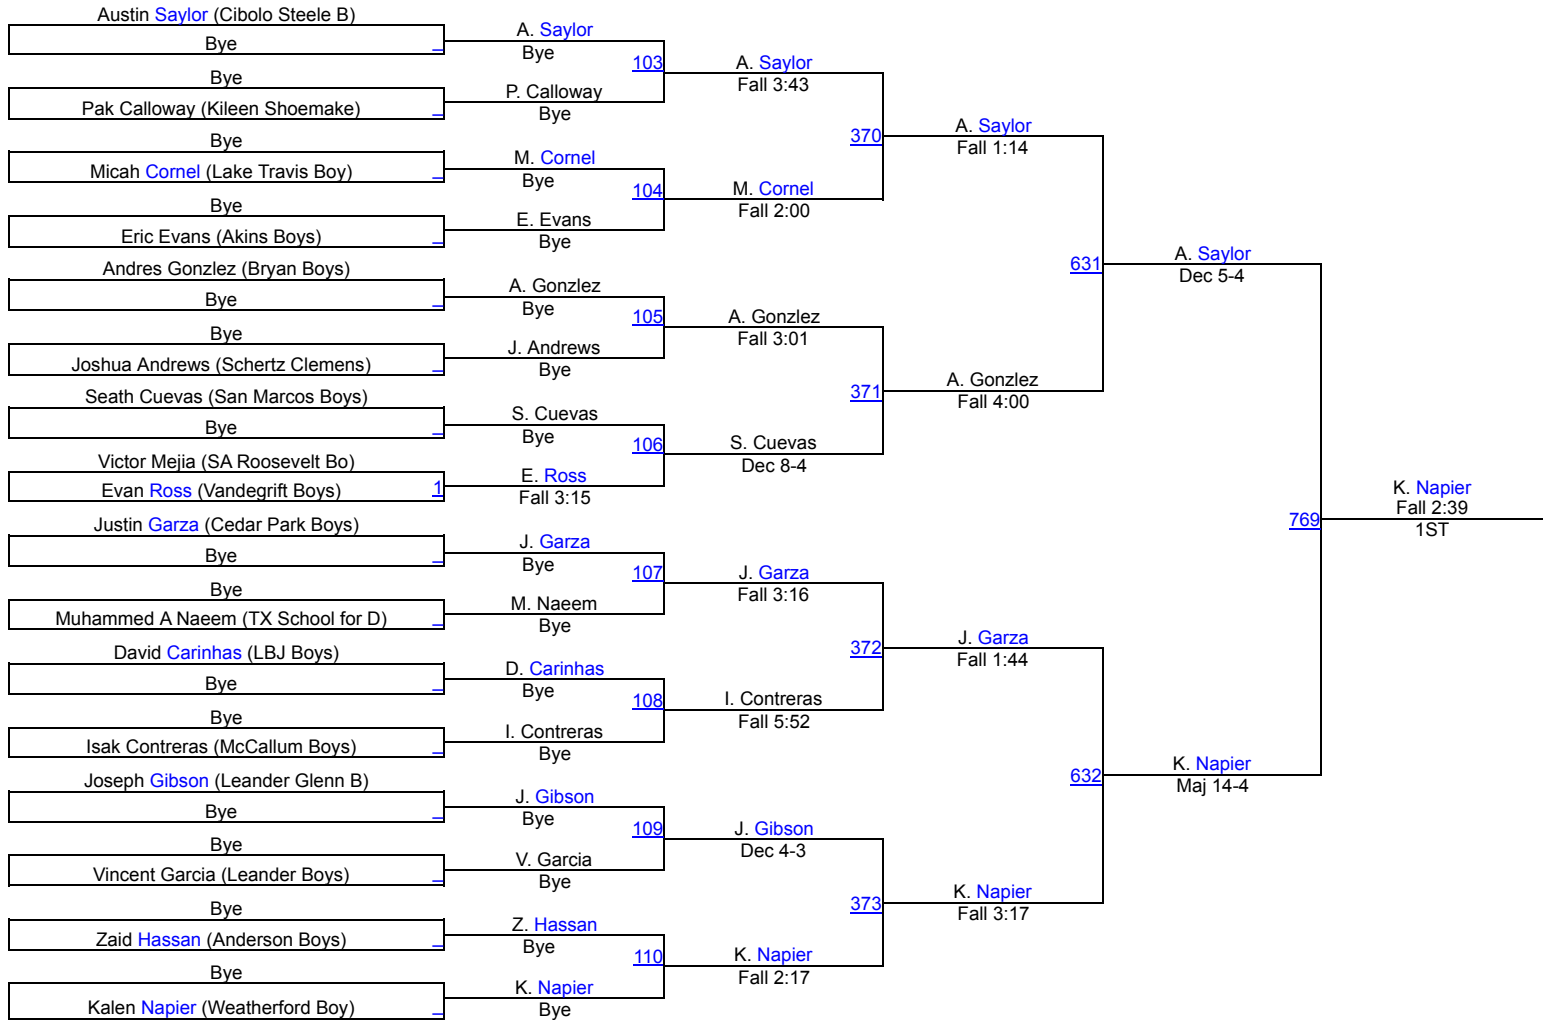 Austin Saylor (Cibolo Steele B)
Bye
Bye
Pak Calloway (Kileen Shoemake)
Bye
Micah Cornel (Lake Travis Boy)
Bye
Eric Evans (Akins Boys)
Andres Gonzlez (Bryan Boys)
Bye
Bye
Joshua Andrews (Schertz Clemens)
Seath Cuevas (San Marcos Boys)
Bye
Victor Mejia (SA Roosevelt Bo)
Evan Ross (Vandegrift Boys) 1
Justin Garza (Cedar Park Boys)
Bye
Bye
Muhammed A Naeem (TX School for D)
David Carinhas (LBJ Boys)
Bye
Bye
Isak Contreras (McCallum Boys)
Joseph Gibson (Leander Glenn B)
Bye
Bye
Vincent Garcia (Leander Boys)
Bye
Zaid Hassan (Anderson Boys)
Bye
Kalen Napier (Weatherford Boy)
A. Saylor
Bye
103
P. Calloway
Bye
M. Cornel
Bye
104
E. Evans
Bye
A. Gonzlez
Bye
105
J. Andrews
Bye
S. Cuevas
Bye
106
E. Ross
Fall 3:15
J. Garza
Bye
107
M. Naeem
Bye
D. Carinhas
Bye
108
I. Contreras
Bye
J. Gibson
Bye
109
V. Garcia
Bye
Z. Hassan
Bye
110
K. Napier
Bye
A. Saylor
Fall 3:43
370
M. Cornel
Fall 2:00
A. Gonzlez
Fall 3:01
371
S. Cuevas
Dec 8-4
J. Garza
Fall 3:16
372
I. Contreras
Fall 5:52
J. Gibson
Dec 4-3
373
K. Napier
Fall 2:17
A. Saylor
Fall 1:14
631
A. Gonzlez
Fall 4:00
J. Garza
Fall 1:44
632
K. Napier
Fall 3:17
A. Saylor
Dec 5-4
769
K. Napier
Maj 14-4
K. Napier
Fall 2:39
1ST